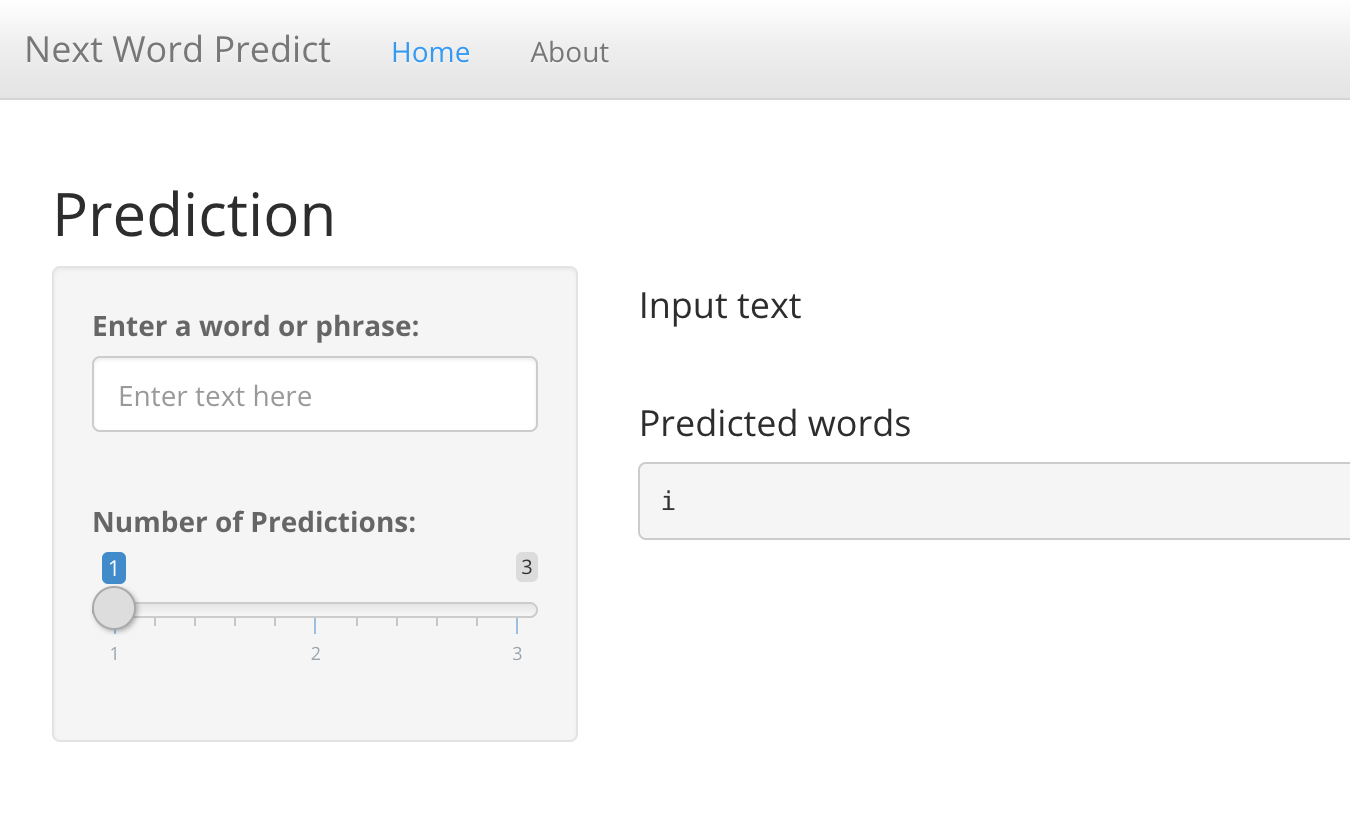 Next Word Predict Home About
Prediction
Enter a word or phrase:
Enter text here
Number of Predictions:
1 3
1 2 3
Input text
Predicted words
i